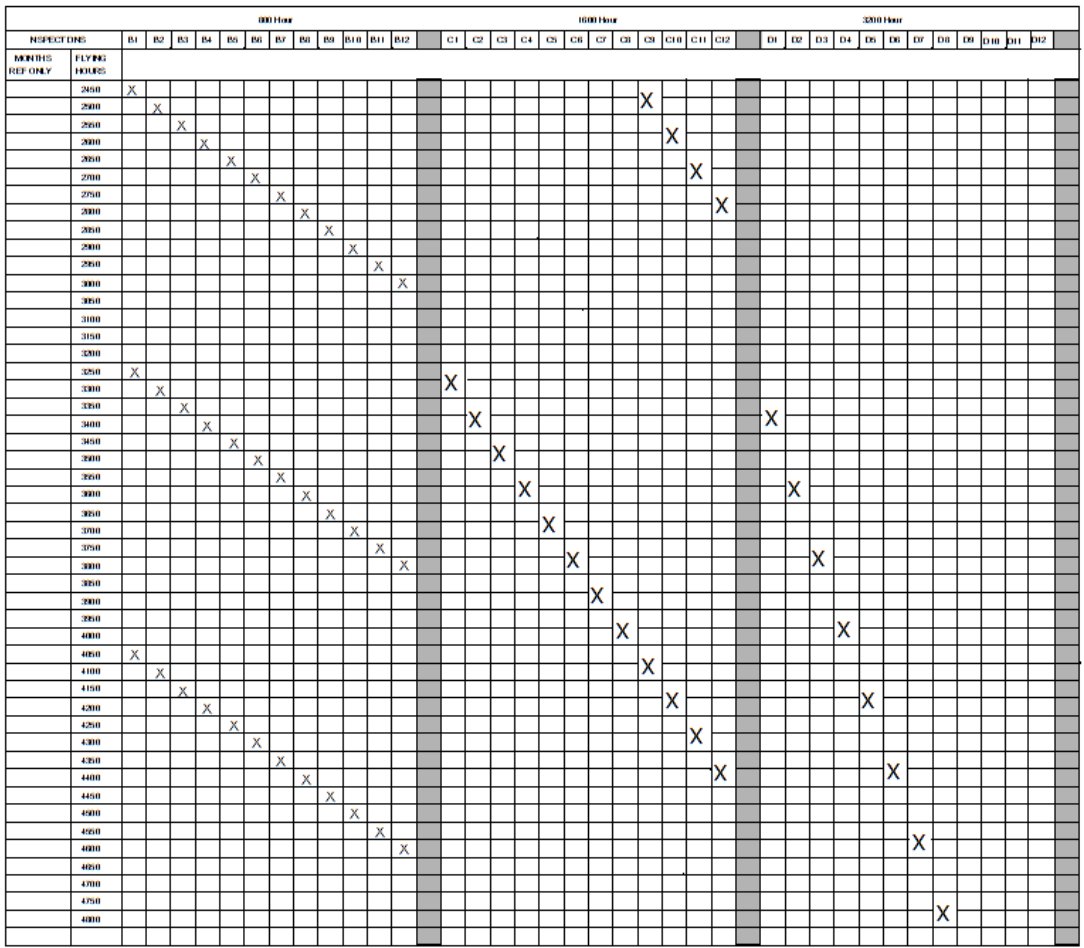 800 Hour 1600 Hour 3200 Hour
INSPECTIONS B1 B2 B3 B4 B5 B6 B7 B8 B9 B10 B11 B12 C1 C2 C3 C4 C5 C6 C7 C8 C9 C10 C11 C12 D1 D2 D3 D4 D5 D6 D7 D8 D9 D10 D11 D12
MONTHS FLYING
REF ONLY HOURS
2450 X
2500 X X
2550 X
2600 X X
2650 X
2700 X X
2750 X
2800 X X
2850 X
2900 X
2950 X
3000 X
3050
3100
3150
3200
3250 X
3300 X X
3350 X
3400 X X X
3450 X
3500 X X
3550 X
3600 X X X
3650 X
3700 X X
3750 X
3800 X X X
3850
3900 X
3950
4000 X X
4050 X
4100 X X
4150 X
4200 X X X
4250 X
4300 X X
4350 X
4400 X X X
4450 X
4500 X
4550 X
4600 X X
4650
4700
4750
4800 X